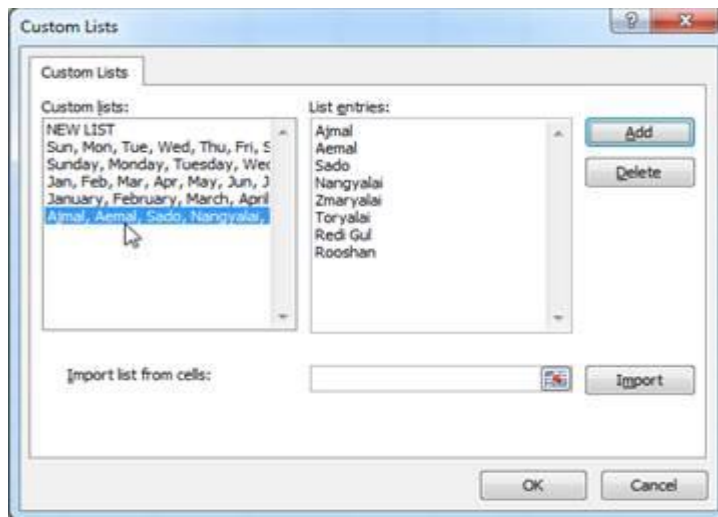 Custom Lists
Custom Lists
Custom lists:
NEW LIST
Sun, Mon, Tue, Wed, Thu, Fri, S
Sunday, Monday, Tuesday, Wed
Jan, Feb, Mar, Apr, May, Jun, J
January, February, March, April
Ajmal, Aemal, Sado, Nangyalai,
List entries:
Ajmal
Aemal
Sado
Nangyalai
Zmaryalai
Toryalai
Redi Gul
Rooshan
Add
Delete
Import list from cells:
Import
OK
Cancel